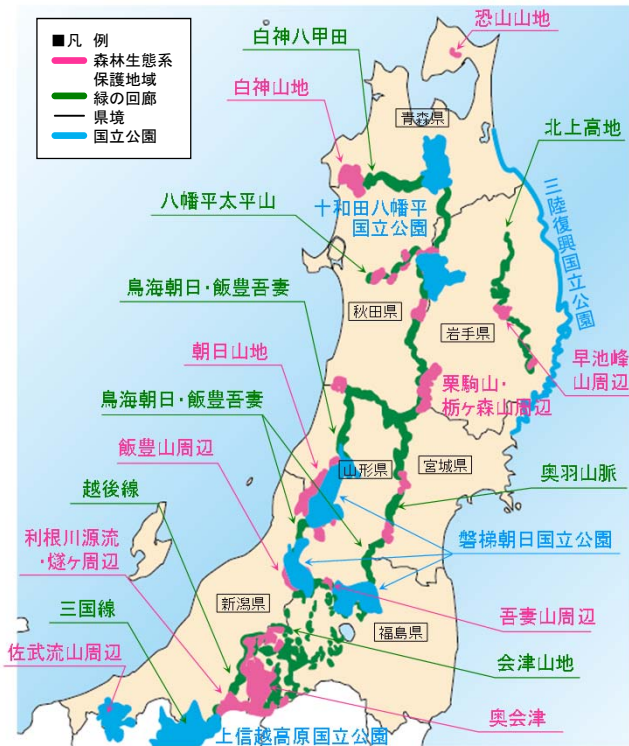 ■凡 例
森林生態系
保護地域
緑の回廊
県境
国立公園
恐山山地
白神八甲田
白神山地
青森県
北上高地
八幡平太平山
十和田八幡平
国立公園
三陸復興国立公園
鳥海朝日・飯豊吾妻
秋田県
岩手県
朝日山地
早池峰
山周辺
栗駒山・
栃ヶ森山周辺
鳥海朝日・飯豊吾妻
飯豊山周辺
山形県
宮城県
奥羽山脈
越後線
利根川源流
・燧ヶ周辺
磐梯朝日国立公園
新潟県
三国線
福島県
吾妻山周辺
佐武流山周辺
会津山地
奥会津
上信越高原国立公園